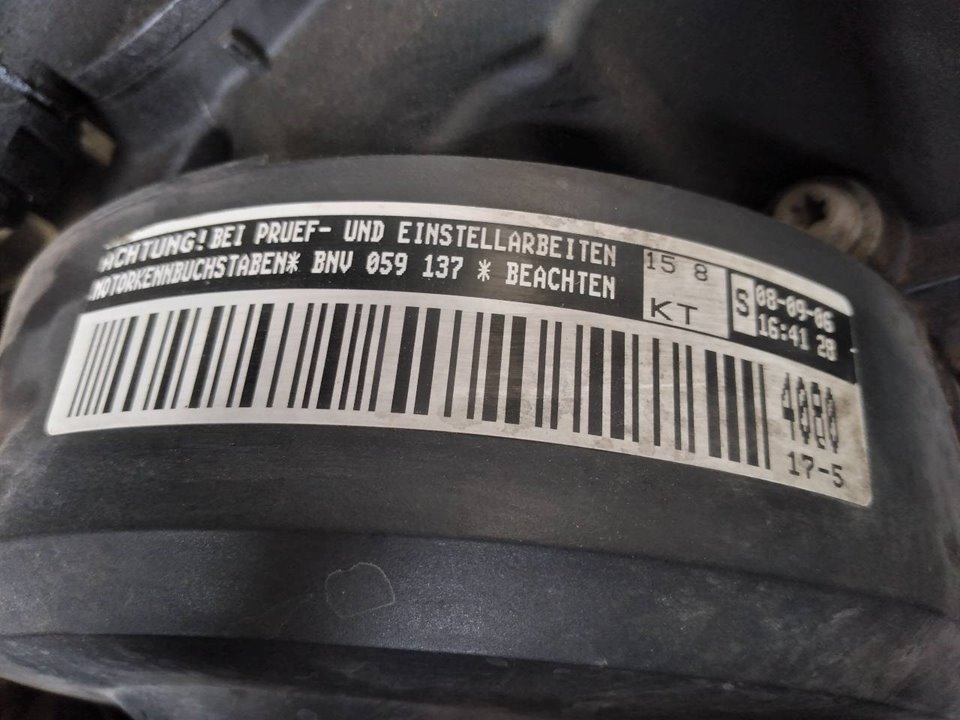 ACHTUNG! BEI PRUEF- UND EINSTELLARBEITEN
MOTORKENNBUCHSTABEN* BNV 059 137 * BEACHTEN
15 8
KT
S
08-09-06
16:41 28
4080
17-5